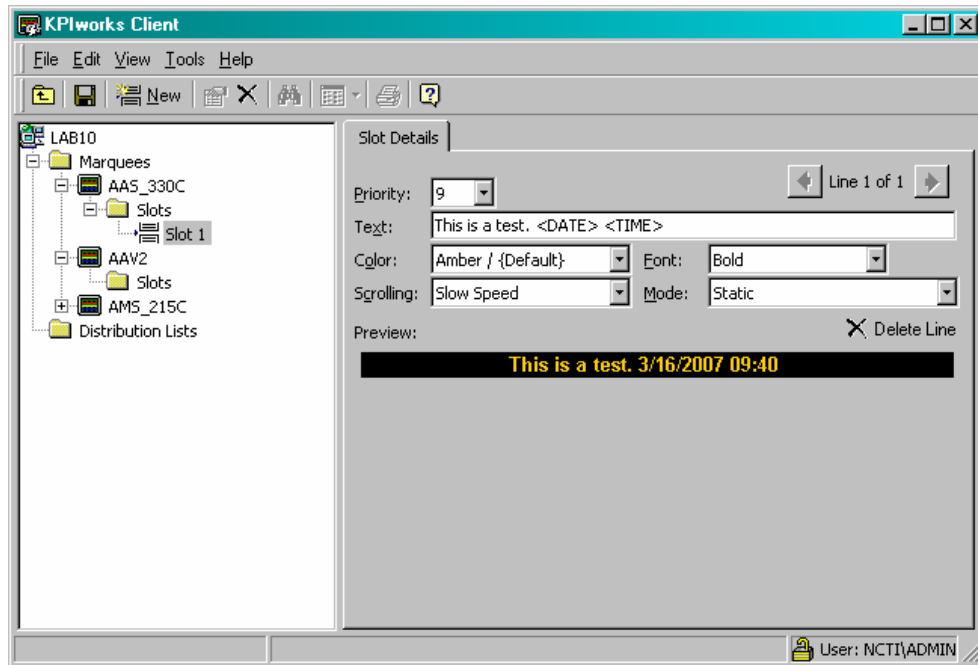 KPIworks Client
File Edit View Tools Help
New
LAB10
Marquees
AAS_330C
Slots
Slot 1
AAV2
Slots
AMS_215C
Distribution Lists
Slot Details
Priority: 9 Line 1 of 1
Text: This is a test. <DATE> <TIME>
Color: Amber / {Default} Font: Bold
Scrolling: Slow Speed Mode: Static
Preview: Delete Line
This is a test. 3/16/2007 09:40
User: NCTI\ADMIN